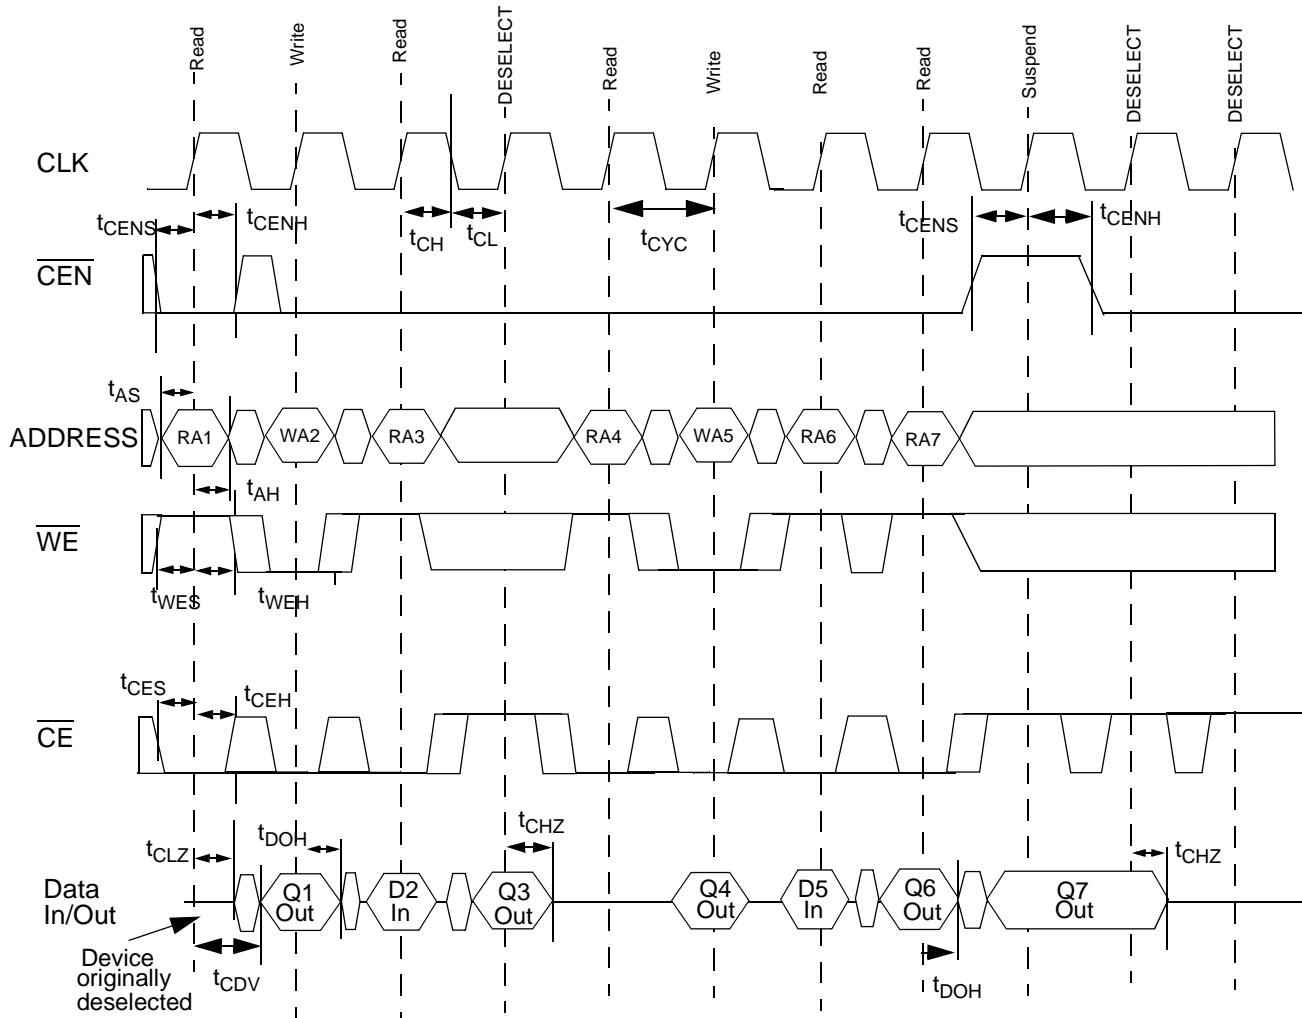 Read
Write
Read
DESELECT
Read
Write
Read
Read
Suspend
DESELECT
DESELECT
CLK
tCENS
tCENH
tCH
tCL
tCYC
tCENS
tCENH
CEN
tAS
ADDRESS
RA1
WA2
RA3
RA4
WA5
RA6
RA7
tAH
WE
tWES
tWEH
tCES
tCEH
CE
tCLZ
tDOH
tCHZ
tCHZ
Data
In/Out
Q1
Out
D2
In
Q3
Out
Q4
Out
D5
In
Q6
Out
Q7
Out
Device
originally
deselected
tCDV
tDOH